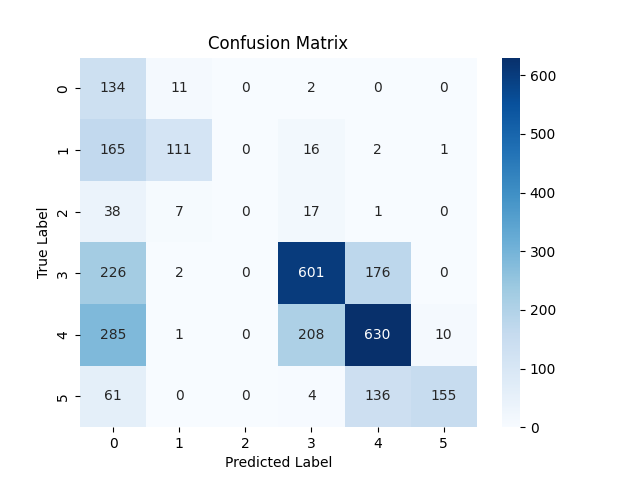 Confusion Matrix
0 134 11 0 2 0 0
1 165 111 0 16 2 1
2 38 7 0 17 1 0
3 226 2 0 601 176 0
4 285 1 0 208 630 10
5 61 0 0 4 136 155
0 1 2 3 4 5
Predicted Label
True Label
600
500
400
300
200
100
0